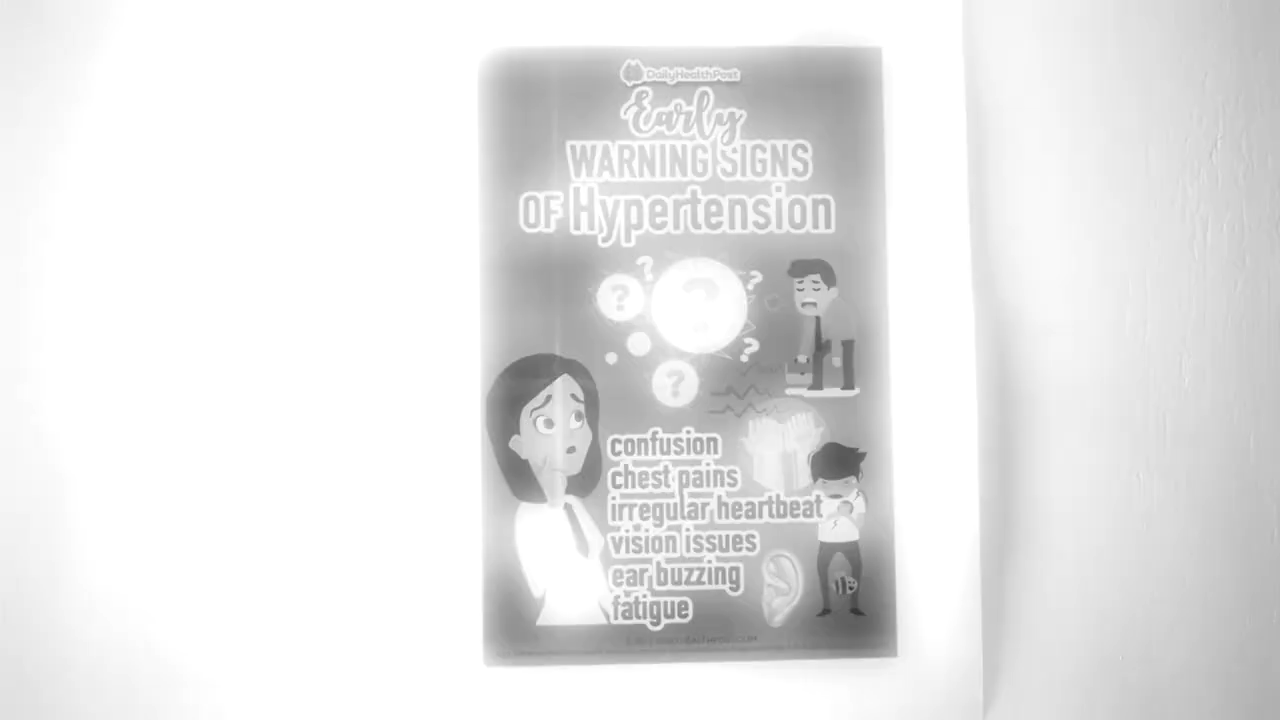 DailyHealthPost
Early
WARNING SIGNS
OF Hypertension
? ?
? ?
?
?
confusion
chest pains
irregular heartbeat
vision issues
ear buzzing
fatigue